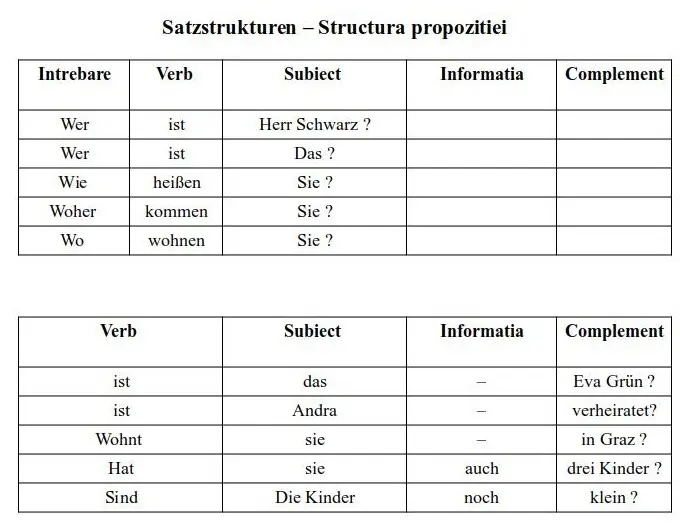 Satzstrukturen – Structura propozitiei
Intrebare Verb Subiect Informatia Complement
Wer ist Herr Schwarz ?
Wer ist Das ?
Wie heißen Sie ?
Woher kommen Sie ?
Wo wohnen Sie ?
Verb Subiect Informatia Complement
ist das – Eva Grün ?
ist Andra – verheiratet?
Wohnt sie – in Graz ?
Hat sie auch drei Kinder ?
Sind Die Kinder noch klein ?